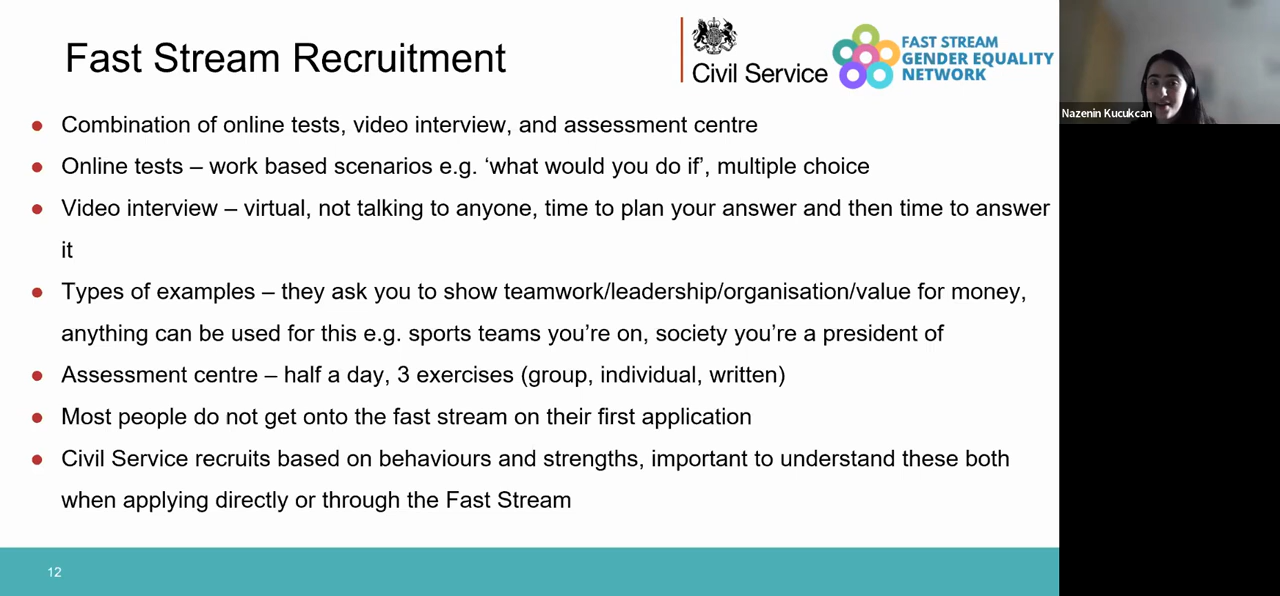 Fast Stream Recruitment
Civil Service
FAST STREAM
GENDER EQUALITY
NETWORK
Nazenin Kucukcan
• Combination of online tests, video interview, and assessment centre
• Online tests – work based scenarios e.g. ‘what would you do if’, multiple choice
• Video interview – virtual, not talking to anyone, time to plan your answer and then time to answer
it
• Types of examples – they ask you to show teamwork/leadership/organisation/value for money,
anything can be used for this e.g. sports teams you’re on, society you’re a president of
• Assessment centre – half a day, 3 exercises (group, individual, written)
• Most people do not get onto the fast stream on their first application
• Civil Service recruits based on behaviours and strengths, important to understand these both
when applying directly or through the Fast Stream
12